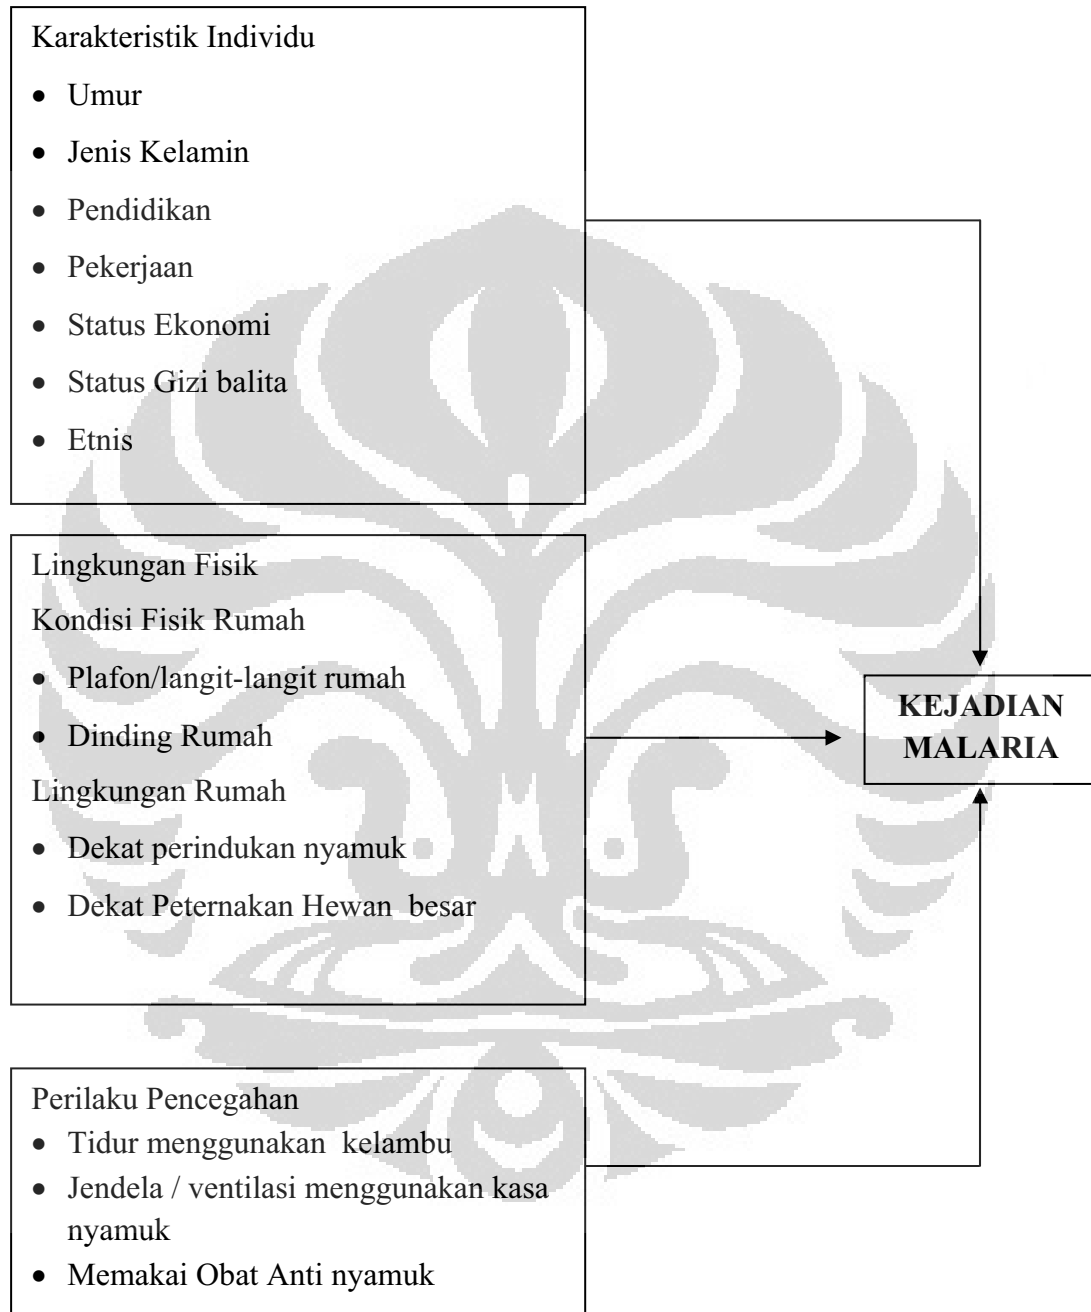 Karakteristik Individu
• Umur
• Jenis Kelamin
• Pendidikan
• Pekerjaan
• Status Ekonomi
• Status Gizi balita
• Etnis
Lingkungan Fisik
Kondisi Fisik Rumah
• Plafon/langit-langit rumah
• Dinding Rumah
Lingkungan Rumah
• Dekat perindukan nyamuk
• Dekat Peternakan Hewan besar
KEJADIAN
MALARIA
Perilaku Pencegahan
• Tidur menggunakan kelambu
• Jendela / ventilasi menggunakan kasa
nyamuk
• Memakai Obat Anti nyamuk